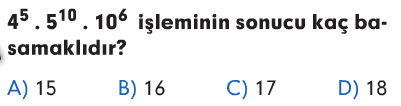 4⁵ . 5¹⁰ . 10⁶ işleminin sonucu kaç ba-
samaklıdır?
A) 15 B) 16 C) 17 D) 18